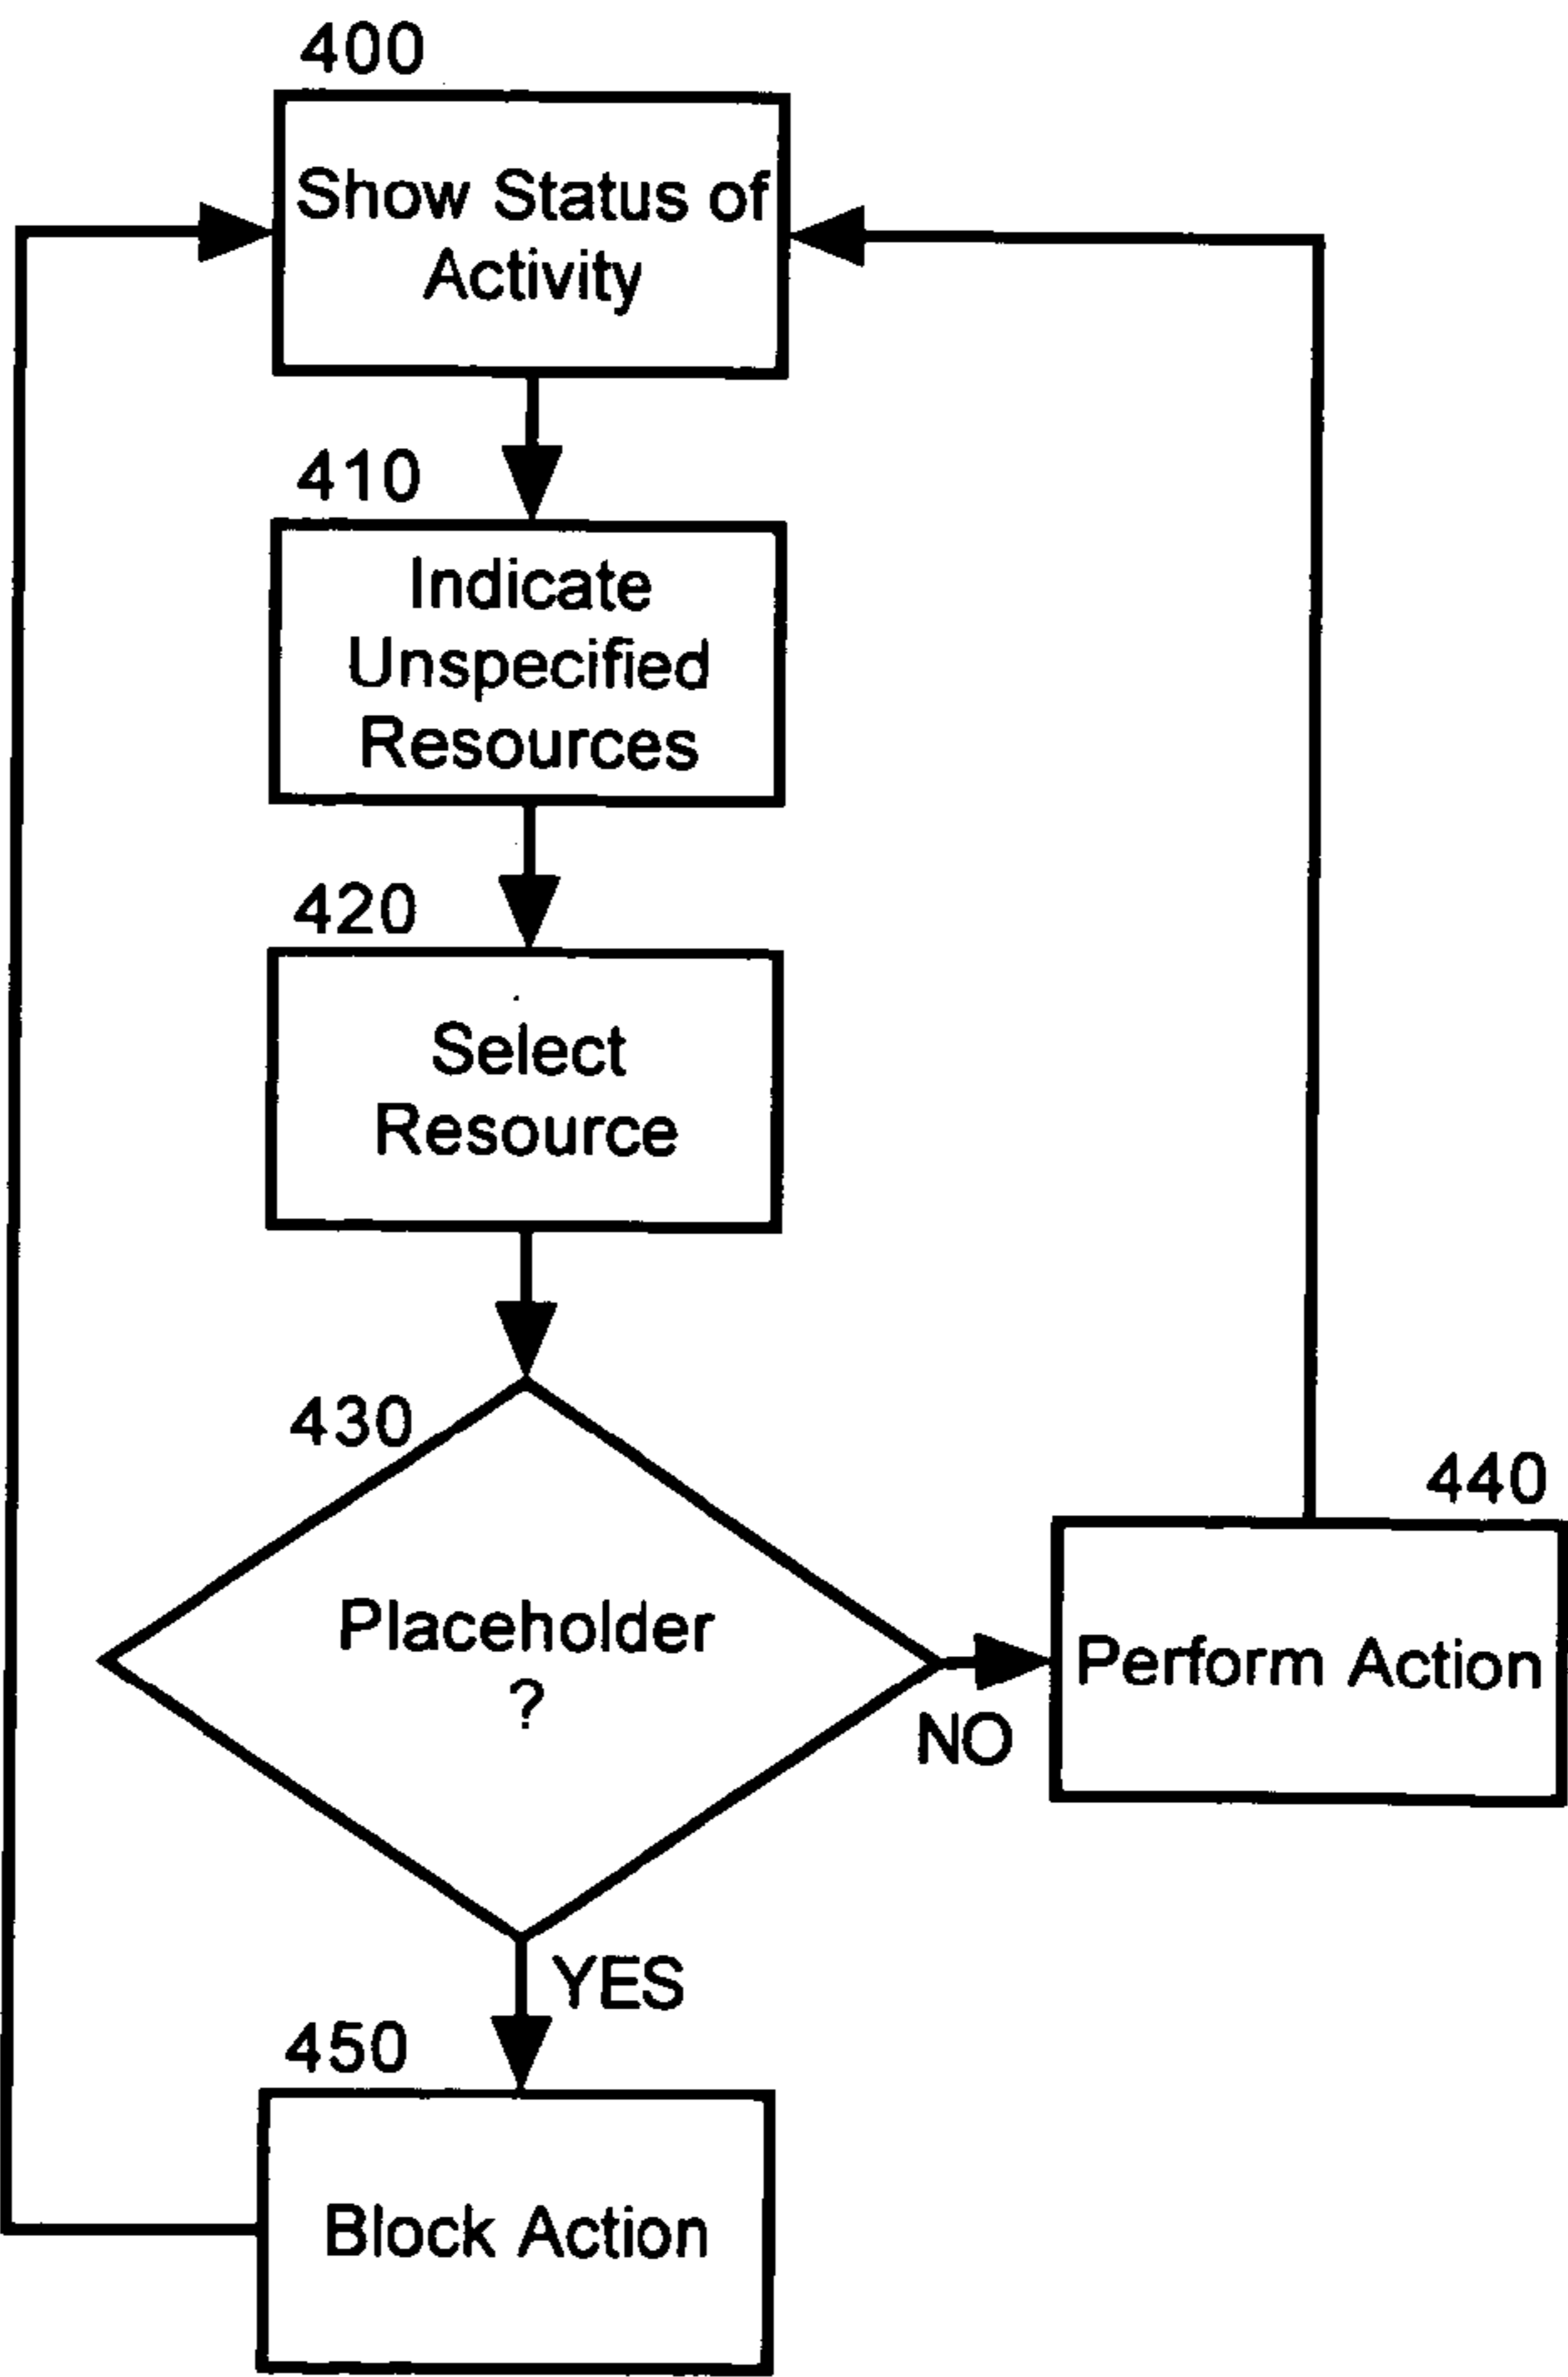 400
Show Status of
Activity
410
Indicate
Unspecified
Resources
420
Select
Resource
430
Placeholder
?
NO
440
Perform Action
YES
450
Block Action